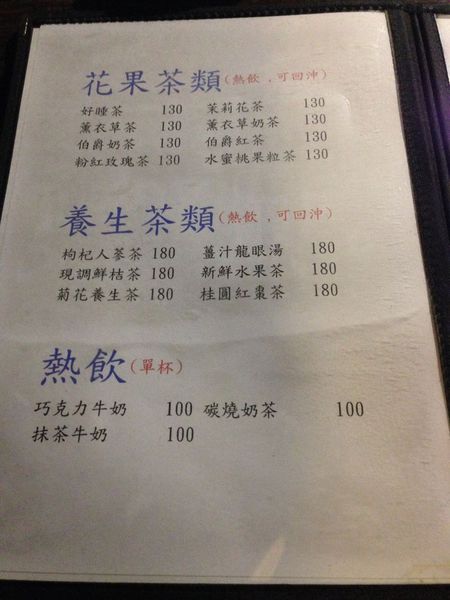 花果茶類(熱飲，可回沖)
好睡茶 130 茉莉花茶 130
薰衣草茶 130 薰衣草奶茶 130
伯爵奶茶 130 伯爵紅茶 130
粉紅玫瑰茶 130 水蜜桃果粒茶 130
養生茶類(熱飲，可回沖)
枸杞人蔘茶 180 薑汁龍眼湯 180
現調鮮桔茶 180 新鮮水果茶 180
菊花養生茶 180 桂圓紅棗茶 180
熱飲(單杯)
巧克力牛奶 100 碳燒奶茶 100
抹茶牛奶 100